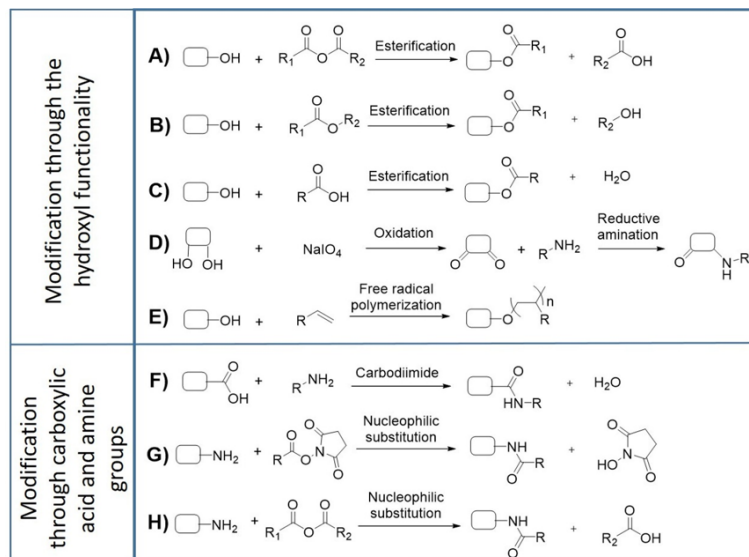 Modification through the
hydroxyl functionality
A) OH + O O R1 O R2 Esterification O O R1 + O R2 OH
B) OH + O R1 O R2 Esterification O O R1 + R2 OH
C) OH + O R OH Esterification O O R + H2O
D) HO OH + NaIO4 Oxidation O O + R NH2 Reductive
amination O N H R
E) OH + R Free radical
polymerization O n R
Modification
through carboxylic
acid and amine
groups
F) O OH + R NH2 Carbodiimide O HN R + H2O
G) NH2 + O R O N O O Nucleophilic
substitution NH O R + O N HO O
H) NH2 + O O R1 O R2 Nucleophilic
substitution NH O R + O R2 OH